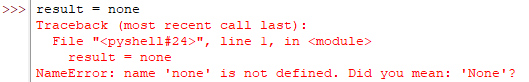 >>> result = none
Traceback (most recent call last):
  File "<pyshell#24>", line 1, in <module>
    result = none
NameError: name 'none' is not defined. Did you mean: 'None'?